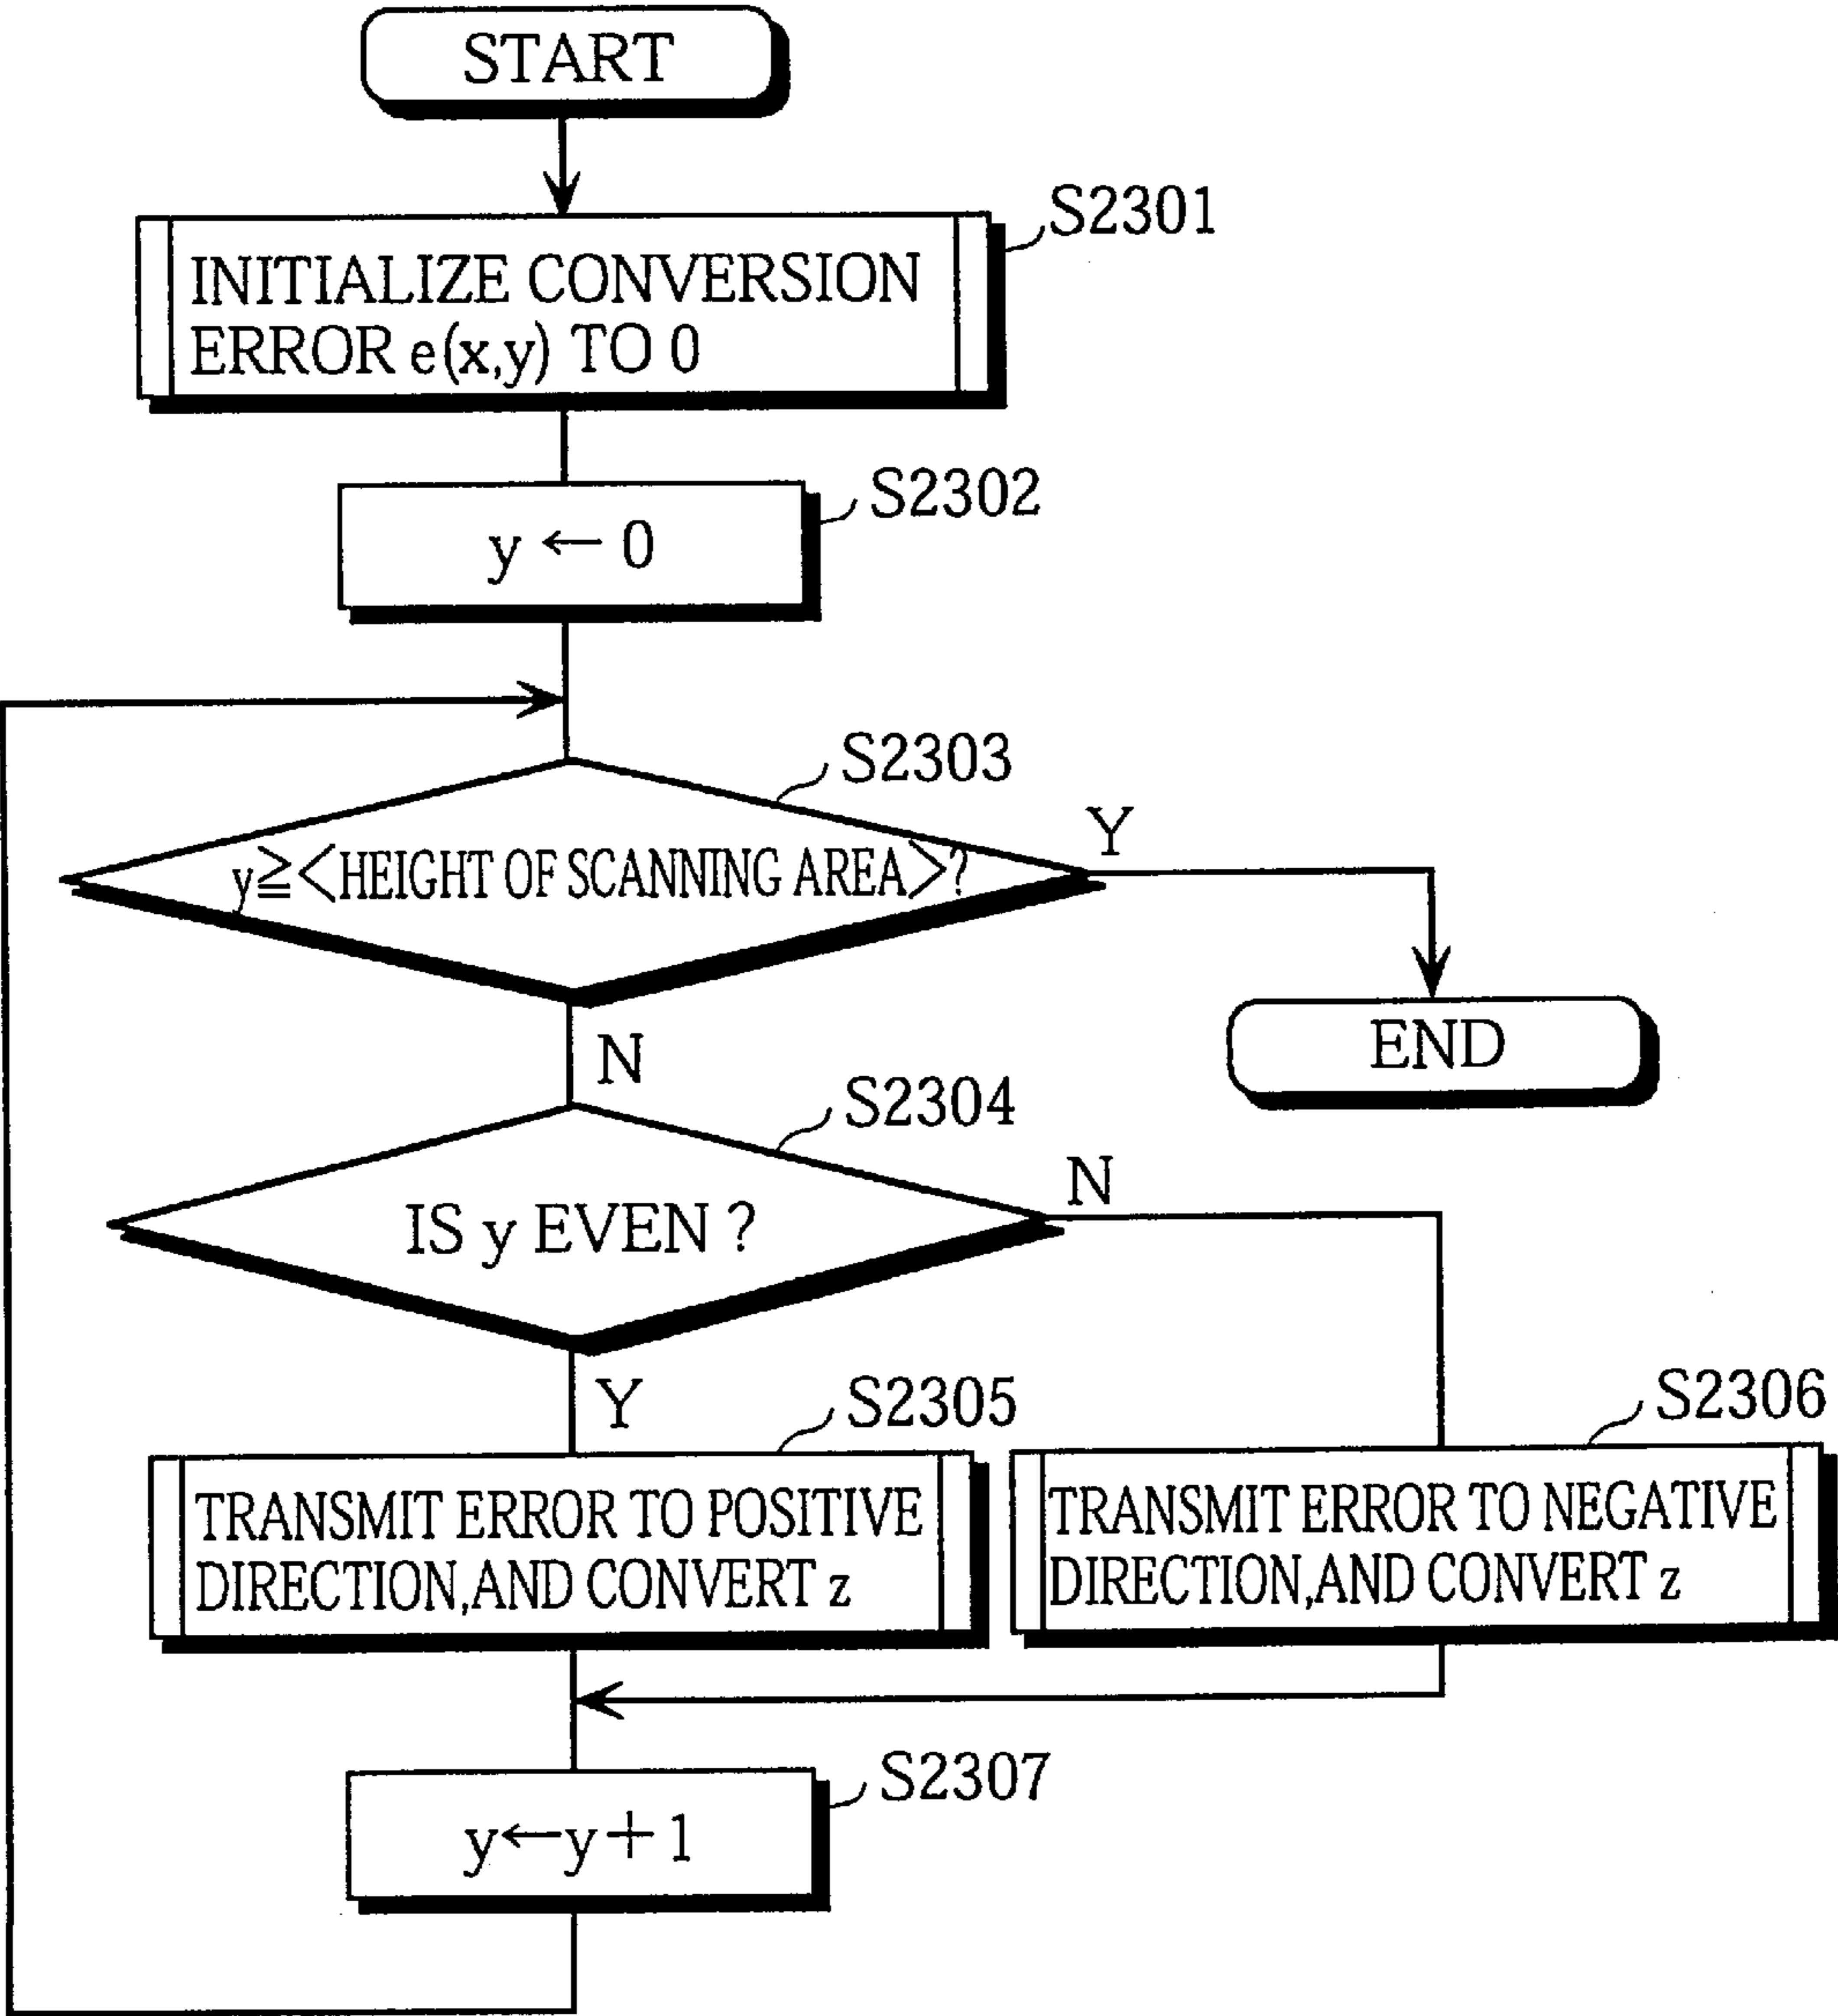 START
S2301
INITIALIZE CONVERSION
ERROR e(x,y) TO 0
S2302
y ← 0
S2303
y≧<HEIGHT OF SCANNING AREA>?
Y
END
N
S2304
IS y EVEN ?
N
Y
S2305
TRANSMIT ERROR TO POSITIVE
DIRECTION,AND CONVERT z
S2306
TRANSMIT ERROR TO NEGATIVE
DIRECTION,AND CONVERT z
S2307
y←y+1